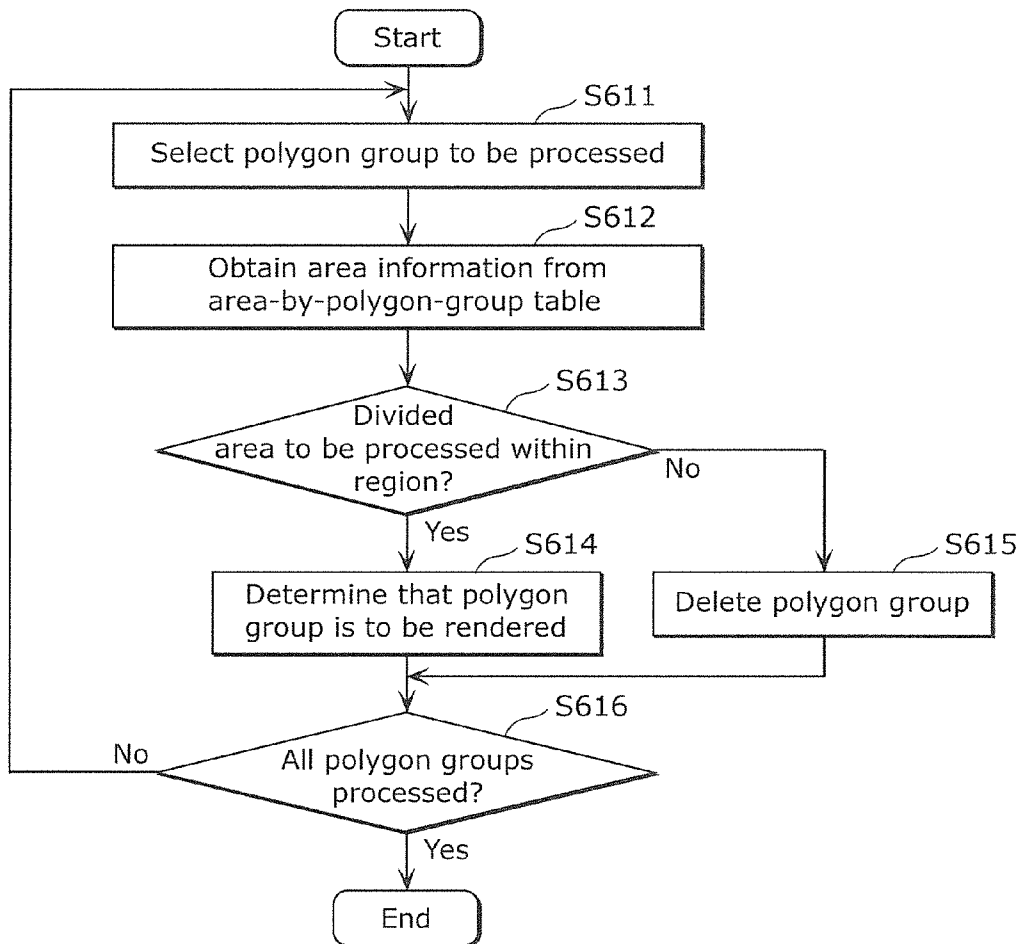 Start
S611
Select polygon group to be processed
S612
Obtain area information from
area-by-polygon-group table
S613
Divided
area to be processed within
region?
No
Yes
S614
Determine that polygon
group is to be rendered
S615
Delete polygon group
S616
All polygon groups
processed?
No
Yes
End